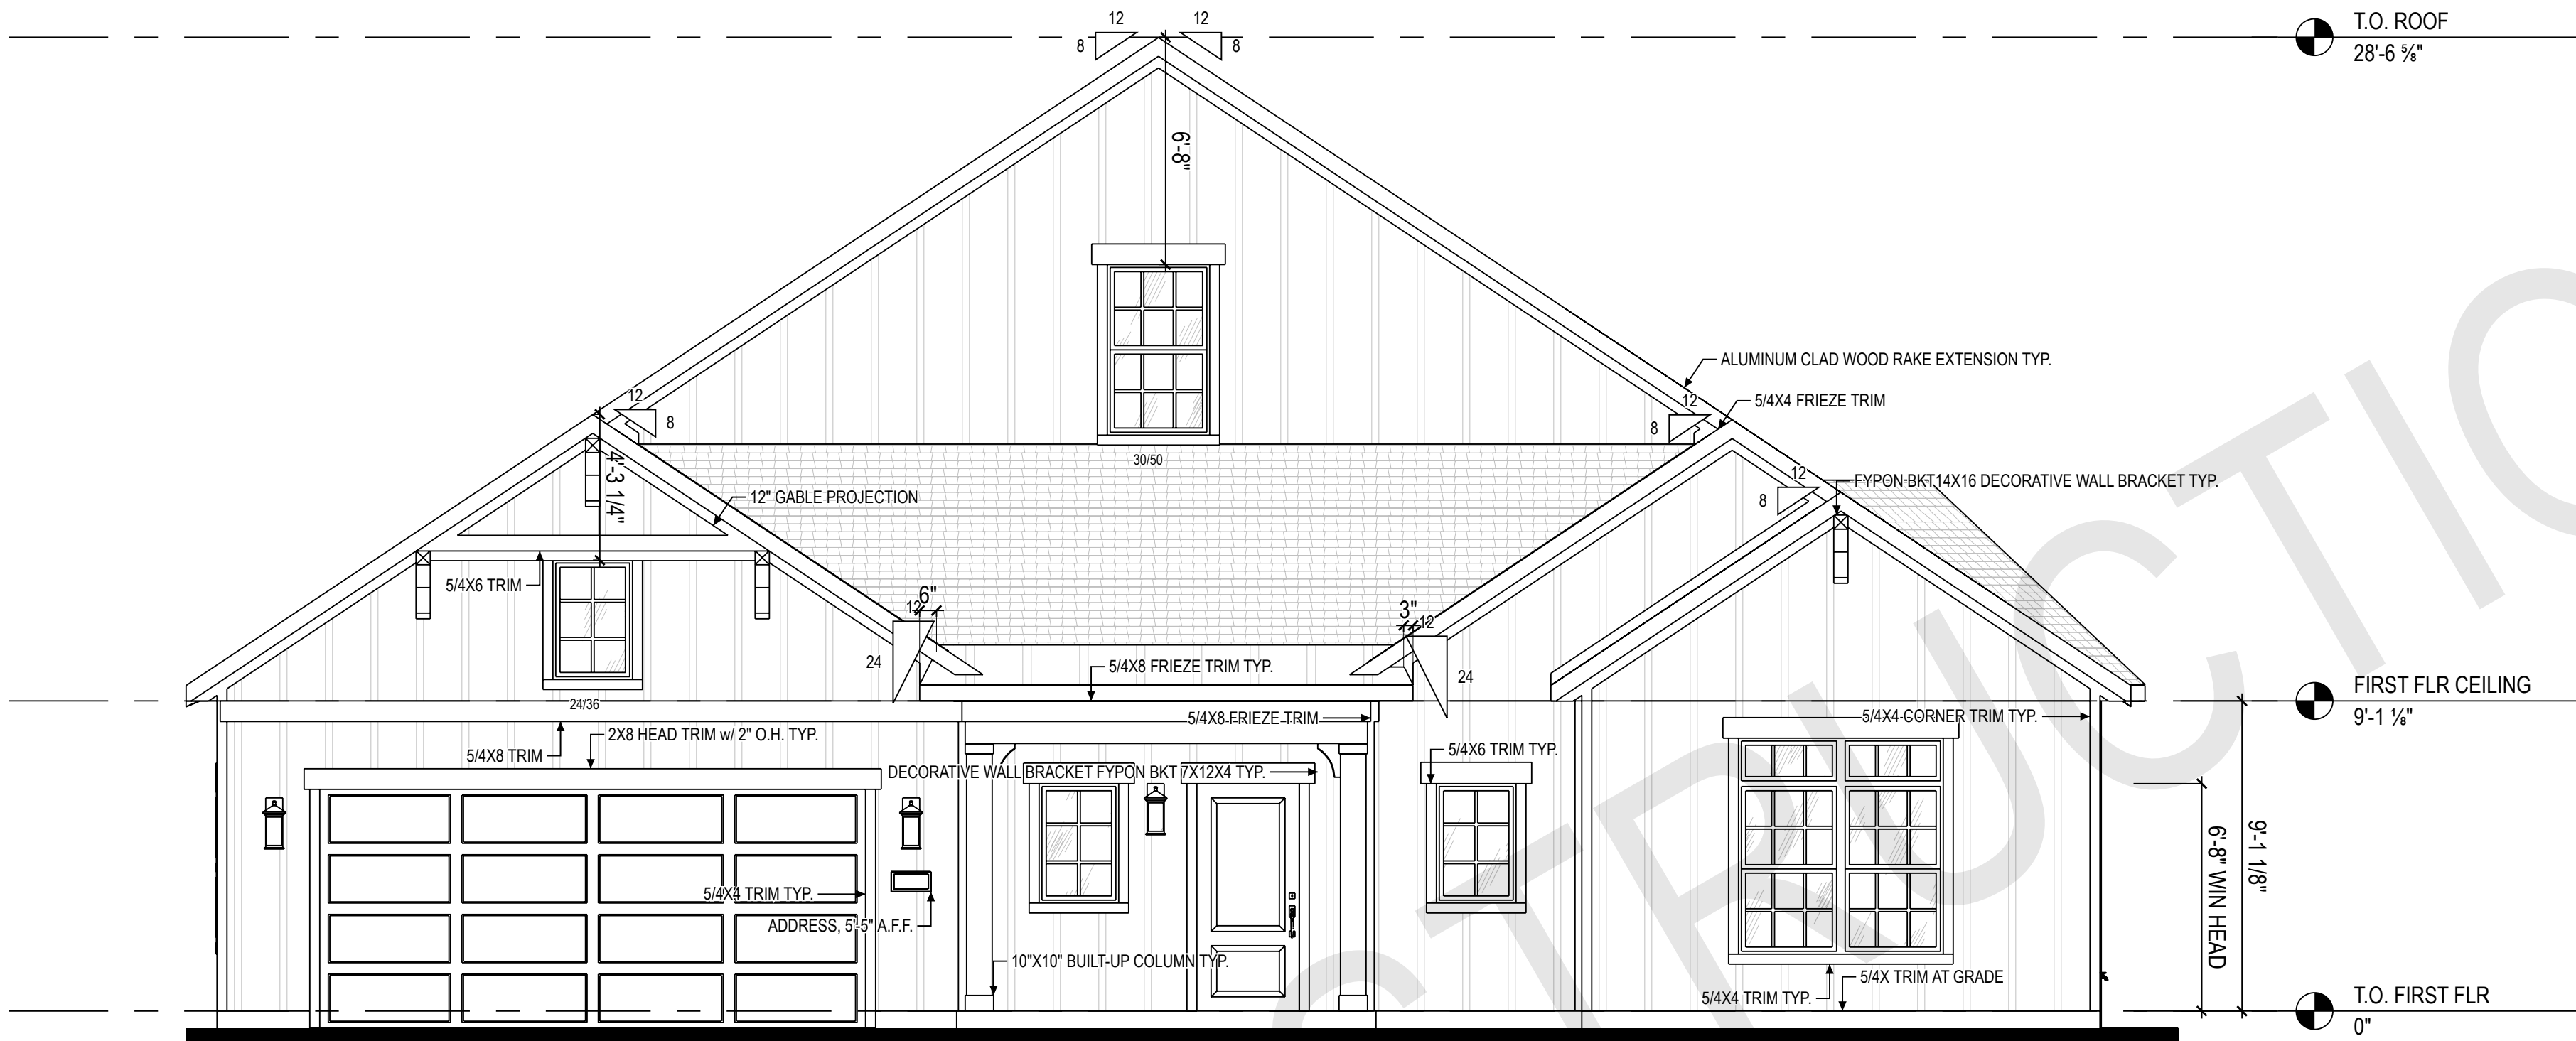 12 12
8 8
T.O. ROOF
28'-6 ⅝"
6'-8"
ALUMINUM CLAD WOOD RAKE EXTENSION TYP.
12
8
12
8
5/4X4 FRIEZE TRIM
30/50
4'-3 1/4"
12" GABLE PROJECTION
12
8
FYPON BKT14X16 DECORATIVE WALL BRACKET TYP.
5/4X6 TRIM
12
6"
24
3"
12
24
5/4X8 FRIEZE TRIM TYP.
FIRST FLR CEILING
9'-1 ⅛"
24/36
5/4X8 FRIEZE TRIM
5/4X4 CORNER TRIM TYP.
2X8 HEAD TRIM w/ 2" O.H. TYP.
5/4X8 TRIM
5/4X6 TRIM TYP.
DECORATIVE WALL BRACKET FYPON BKT 7X12X4 TYP.
6'-8" WIN HEAD
9'-1 1/8"
5/4X4 TRIM TYP.
ADDRESS, 5'-5" A.F.F.
10"X10" BUILT-UP COLUMN TYP.
5/4X TRIM AT GRADE
5/4X4 TRIM TYP.
T.O. FIRST FLR
0"
CTRUCTIO